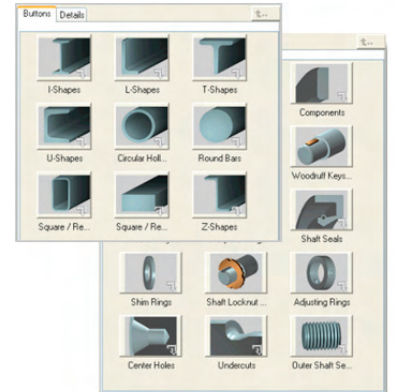 Buttons Details
I-Shapes L-Shapes T-Shapes
U-Shapes Circular Holl... Round Bars
Square / Re... Square / Re... Z-Shapes
Components
Woodruff Keys...
Shaft Seals
Shim Rings Shaft Locknut ... Adjusting Rings
Center Holes Undercuts Outer Shaft Se...